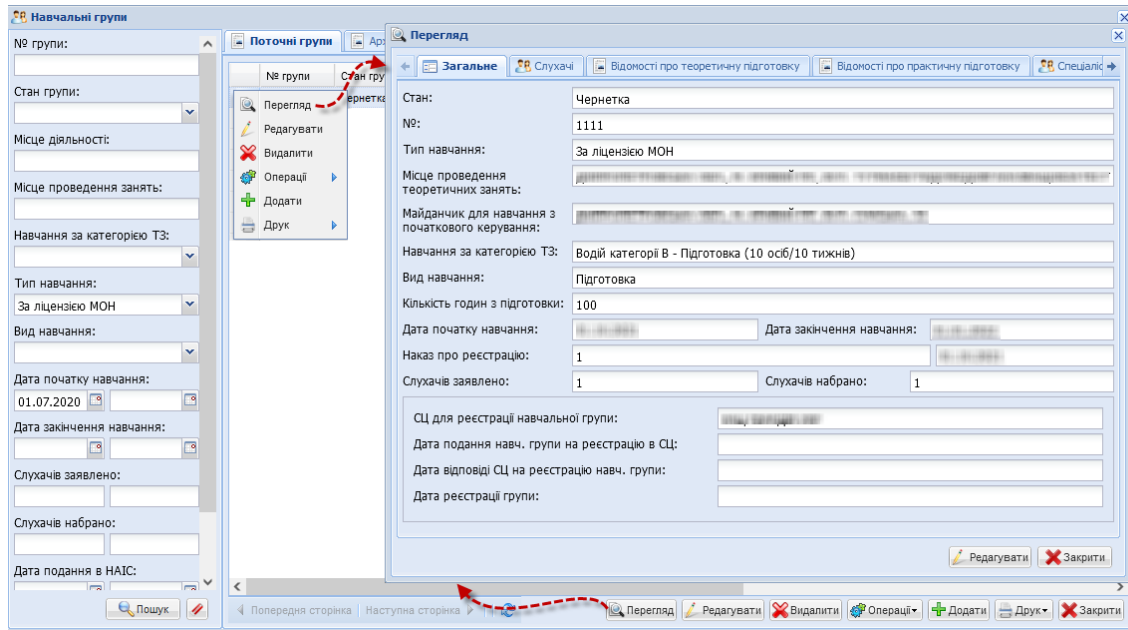 Навчальні групи
№ групи:
Стан групи:
Місце діяльності:
Місце проведення занять:
Навчання за категорією ТЗ:
Тип навчання:
За ліцензією МОН
Вид навчання:
Дата початку навчання:
01.07.2020
Дата закінчення навчання:
Слухачів заявлено:
Слухачів набрано:
Дата подання в НАІС:
Пошук
Поточні групи
№ групи
Перегляд
Редагувати
Видалити
Операції
Додати
Друк
Перегляд
Загальне Слухачі Відомості про теоретичну підготовку Відомості про практичну підготовку
Стан: Чернетка
№: 1111
Тип навчання: За ліцензією МОН
Місце проведення
теоретичних занять:
Майданчик для навчання з
початкового керування:
Навчання за категорією ТЗ: Водій категорії В - Підготовка (10 осіб/10 тижнів)
Вид навчання: Підготовка
Кількість годин з підготовки: 100
Дата початку навчання: Дата закінчення навчання:
Наказ про реєстрацію: 1
Слухачів заявлено: 1 Слухачів набрано: 1
СЦ для реєстрації навчальної групи:
Дата подання навч. групи на реєстрацію в СЦ:
Дата відповіді СЦ на реєстрацію навч. групи:
Дата реєстрації групи:
Редагувати Закрити
Попередня сторінка Наступна сторінка Перегляд Редагувати Видалити Операції Додати Друк Закрити